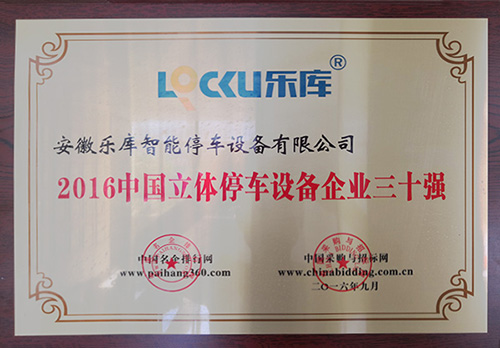 LOCKU乐库®
安徽乐库智能停车设备有限公司
2016中国立体停车设备企业三十强
中国名企排行网
www.paihang360.com
中国采购与招标网
www.chinabidding.com.cn
二〇一六年九月